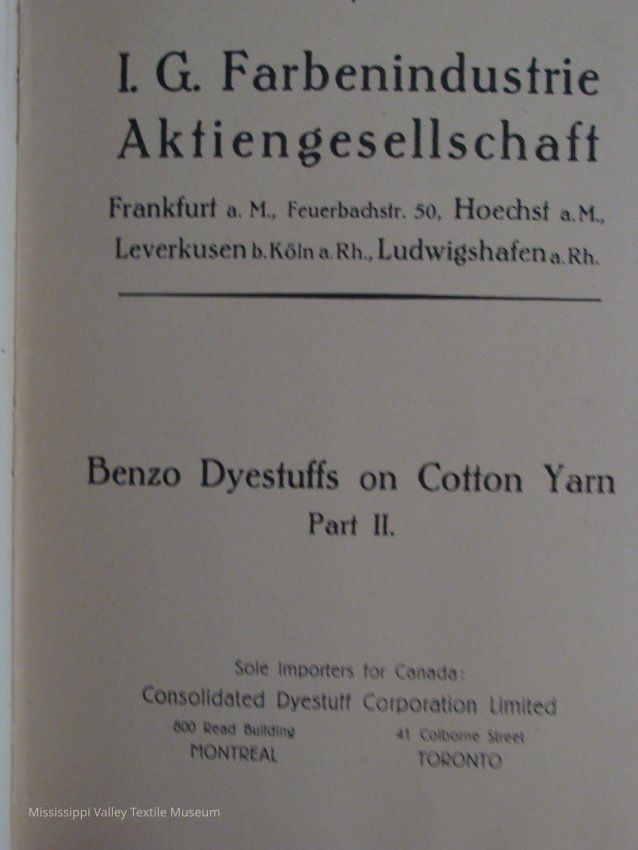 I. G. Farbenindustrie
Aktiengesellschaft
Frankfurt a. M., Feuerbachstr. 50, Hoechst a. M.,
Leverkusen b. Köln a. Rh., Ludwigshafen a. Rh.
Benzo Dyestuffs on Cotton Yarn
Part II.
Sole Importers for Canada:
Consolidated Dyestuff Corporation Limited
800 Read Building 41 Colborne Street
MONTREAL TORONTO
Mississippi Valley Textile Museum